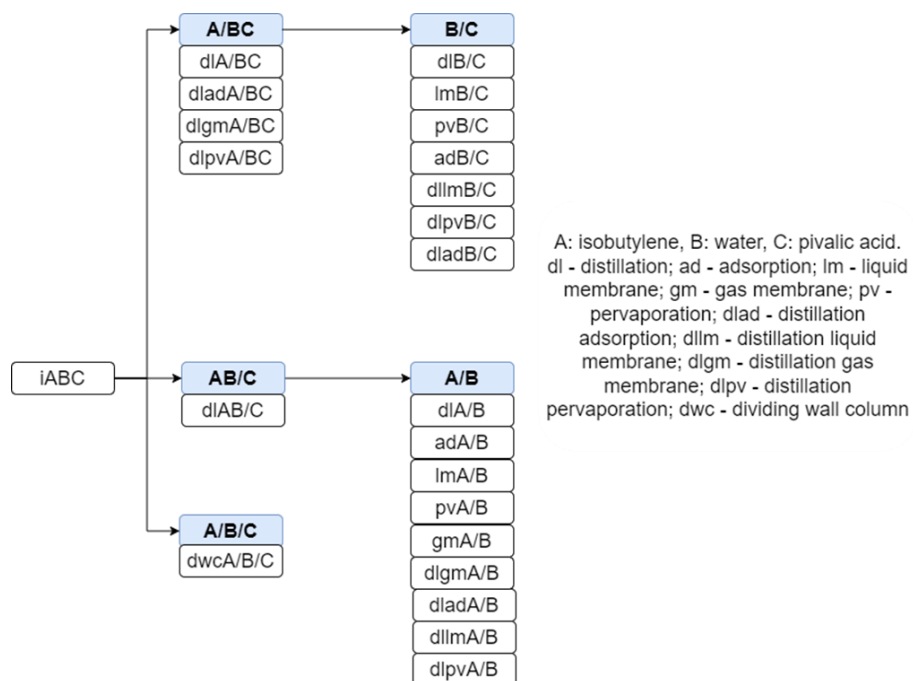 A/BC
dlA/BC
dladA/BC
dlgmA/BC
dlpvA/BC
B/C
dlB/C
lmB/C
pvB/C
adB/C
dllmB/C
dlpvB/C
dladB/C
A: isobutylene, B: water, C: pivalic acid.
dl - distillation; ad - adsorption; lm - liquid
membrane; gm - gas membrane; pv -
pervaporation; dlad - distillation
adsorption; dllm - distillation liquid
membrane; dlgm - distillation gas
membrane; dlpv - distillation
pervaporation; dwc - dividing wall column
iABC
AB/C
dlAB/C
A/B
dlA/B
adA/B
lmA/B
pvA/B
gmA/B
dlgmA/B
dladA/B
dllmA/B
dlpvA/B
A/B/C
dwcA/B/C